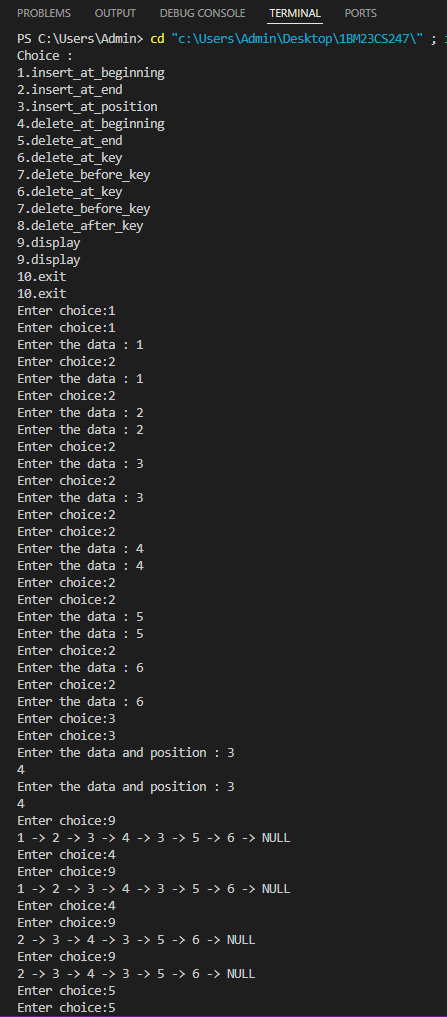 PROBLEMS OUTPUT DEBUG CONSOLE TERMINAL PORTS
PS C:\Users\Admin> cd "c:\Users\Admin\Desktop\1BM23CS247\" ;
Choice :
1.insert_at_beginning
2.insert_at_end
3.insert_at_position
4.delete_at_beginning
5.delete_at_end
6.delete_at_key
7.delete_before_key
6.delete_at_key
7.delete_before_key
8.delete_after_key
9.display
9.display
10.exit
10.exit
Enter choice:1
Enter choice:1
Enter the data : 1
Enter choice:2
Enter the data : 1
Enter choice:2
Enter the data : 2
Enter the data : 2
Enter choice:2
Enter the data : 3
Enter choice:2
Enter the data : 3
Enter choice:2
Enter choice:2
Enter the data : 4
Enter the data : 4
Enter choice:2
Enter choice:2
Enter the data : 5
Enter the data : 5
Enter choice:2
Enter the data : 6
Enter choice:2
Enter the data : 6
Enter choice:3
Enter choice:3
Enter the data and position : 3
4
Enter the data and position : 3
4
Enter choice:9
1 -> 2 -> 3 -> 4 -> 3 -> 5 -> 6 -> NULL
Enter choice:4
Enter choice:9
1 -> 2 -> 3 -> 4 -> 3 -> 5 -> 6 -> NULL
Enter choice:4
Enter choice:9
2 -> 3 -> 4 -> 3 -> 5 -> 6 -> NULL
Enter choice:9
2 -> 3 -> 4 -> 3 -> 5 -> 6 -> NULL
Enter choice:5
Enter choice:5